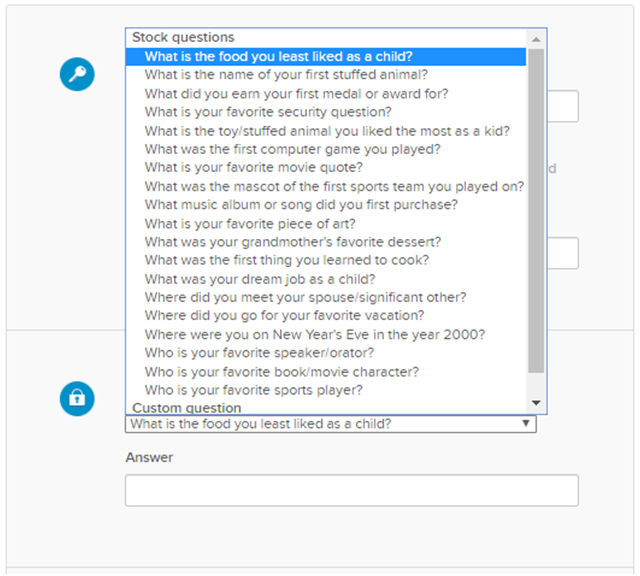 Stock questions
What is the food you least liked as a child?
What is the name of your first stuffed animal?
What did you earn your first medal or award for?
What is your favorite security question?
What is the toy/stuffed animal you liked the most as a kid?
What was the first computer game you played?
What is your favorite movie quote?
d
What was the mascot of the first sports team you played on?
What music album or song did you first purchase?
What is your favorite piece of art?
What was your grandmother's favorite dessert?
What was the first thing you learned to cook?
What was your dream job as a child?
Where did you meet your spouse/significant other?
Where did you go for your favorite vacation?
Where were you on New Year's Eve in the year 2000?
Who is your favorite speaker/orator?
Who is your favorite book/movie character?
Who is your favorite sports player?
Custom question
What is the food you least liked as a child?
Answer